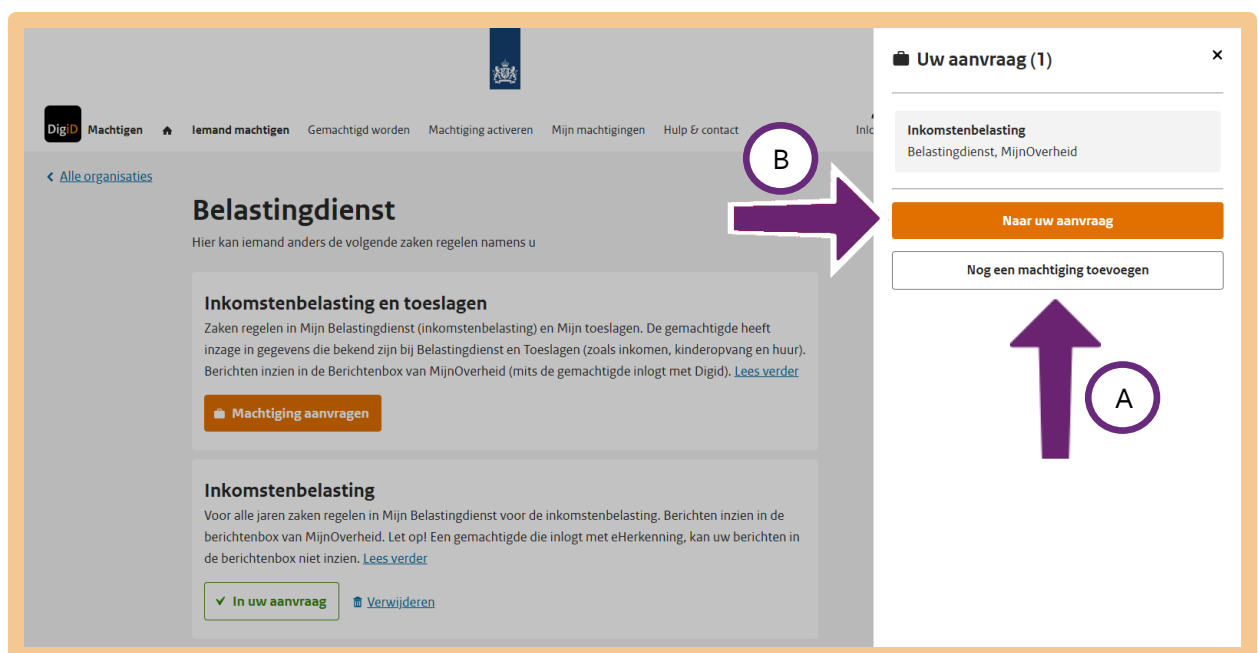 DigiD Machtigen Iemand machtigen Gemachtigd worden Machtiging activeren Mijn machtigingen Hulp & contact
Alle organisaties
Belastingdienst
Hier kan iemand anders de volgende zaken regelen namens u
Inkomstenbelasting en toeslagen
Zaken regelen in Mijn Belastingdienst (inkomstenbelasting) en Mijn toeslagen. De gemachtigde heeft
inzage in gegevens die bekend zijn bij Belastingdienst en Toeslagen (zoals inkomen, kinderopvang en huur).
Berichten inzien in de Berichtenbox van MijnOverheid (mits de gemachtigde inlogt met Digid). Lees verder
Machtiging aanvragen
Inkomstenbelasting
Voor alle jaren zaken regelen in Mijn Belastingdienst voor de inkomstenbelasting. Berichten inzien in de
berichtenbox van MijnOverheid. Let op! Een gemachtigde die inlogt met eHerkenning, kan uw berichten in
de berichtenbox niet inzien. Lees verder
In uw aanvraag Verwijderen
Uw aanvraag (1)
Inkomstenbelasting
Belastingdienst, MijnOverheid
B
Naar uw aanvraag
Nog een machtiging toevoegen
A